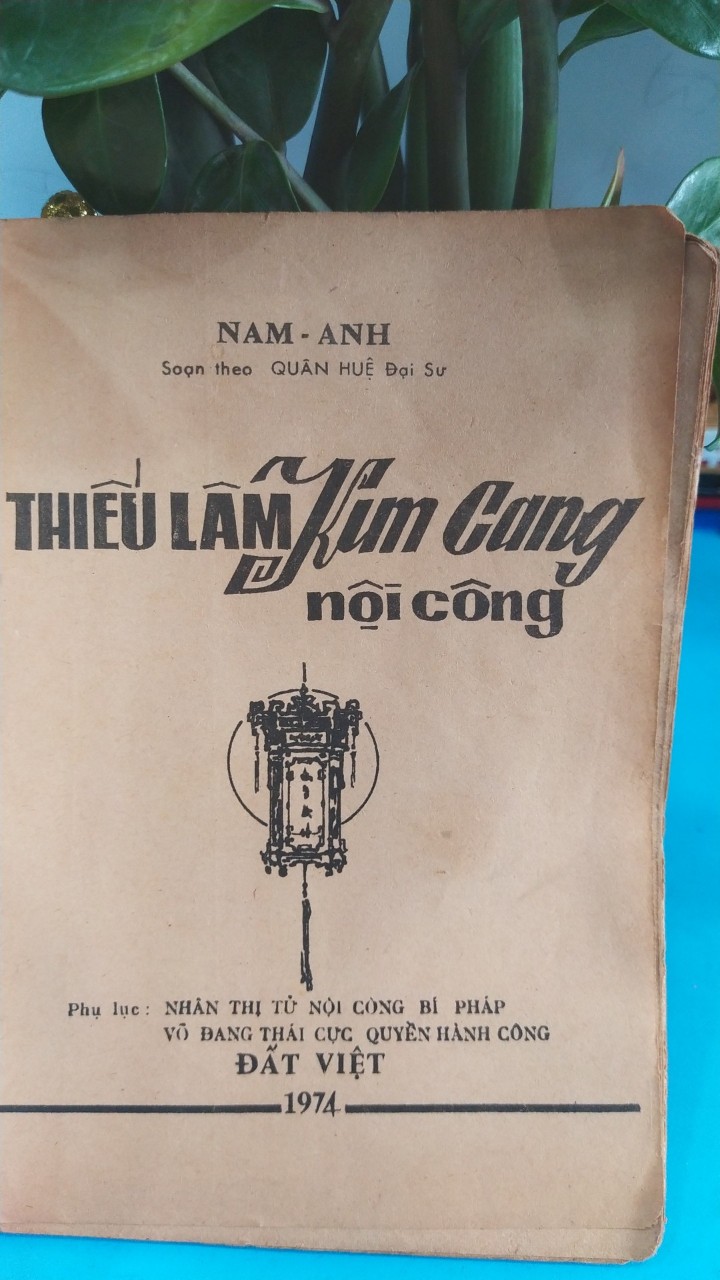 NAM - ANH
Soạn theo QUÂN HUỆ Đại Sư
THIẾU LÂM Kim Cang
nội công
Phụ lục : NHÂN THỊ TỬ NỘI CÔNG BÍ PHÁP
VÕ ĐANG THÁI CỰC QUYỀN HÀNH CÔNG
ĐẤT VIỆT
1974